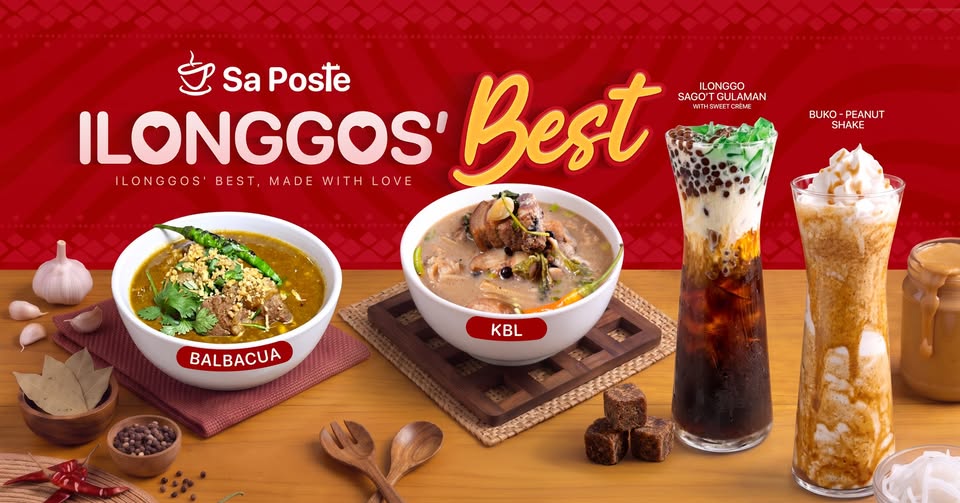 Sa Poste
ILONGGOS' Best
ILONGGOS' BEST, MADE WITH LOVE
ILONGGO
SAGO'T GULAMAN
WITH SWEET CRÈME
BUKO - PEANUT
SHAKE
BALBACUA
KBL